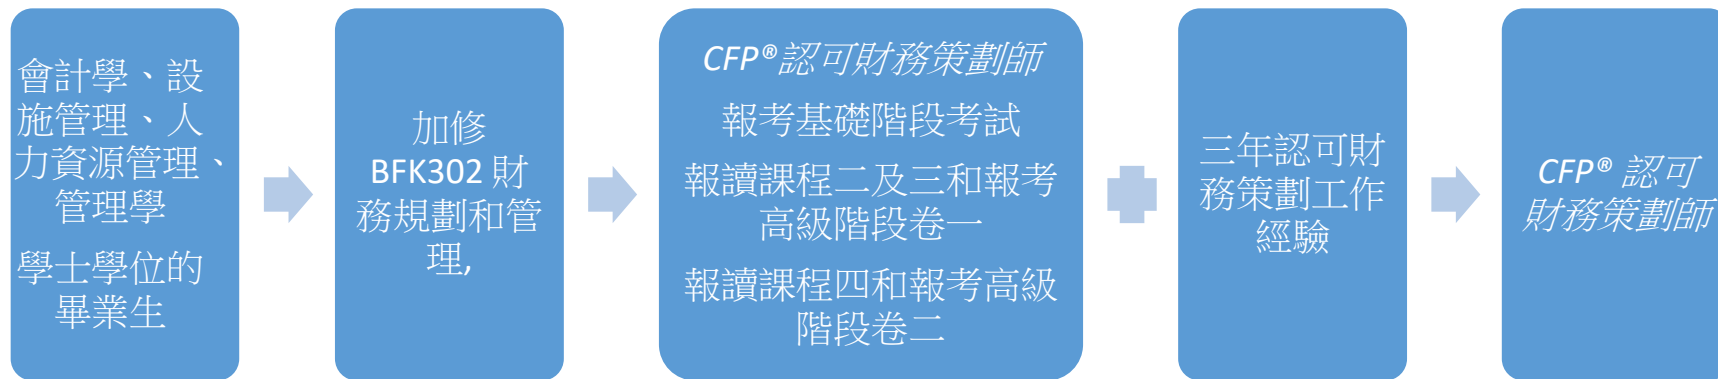 會計學、設
施管理、人
力資源管理、
管理學
學士學位的
畢業生
加修
BFK302 財
務規劃和管
理,
CFP®認可財務策劃師
報考基礎階段考試
報讀課程二及三和報考
高級階段卷一
報讀課程四和報考高級
階段卷二
三年認可財
務策劃工作
經驗
CFP® 認可
財務策劃師